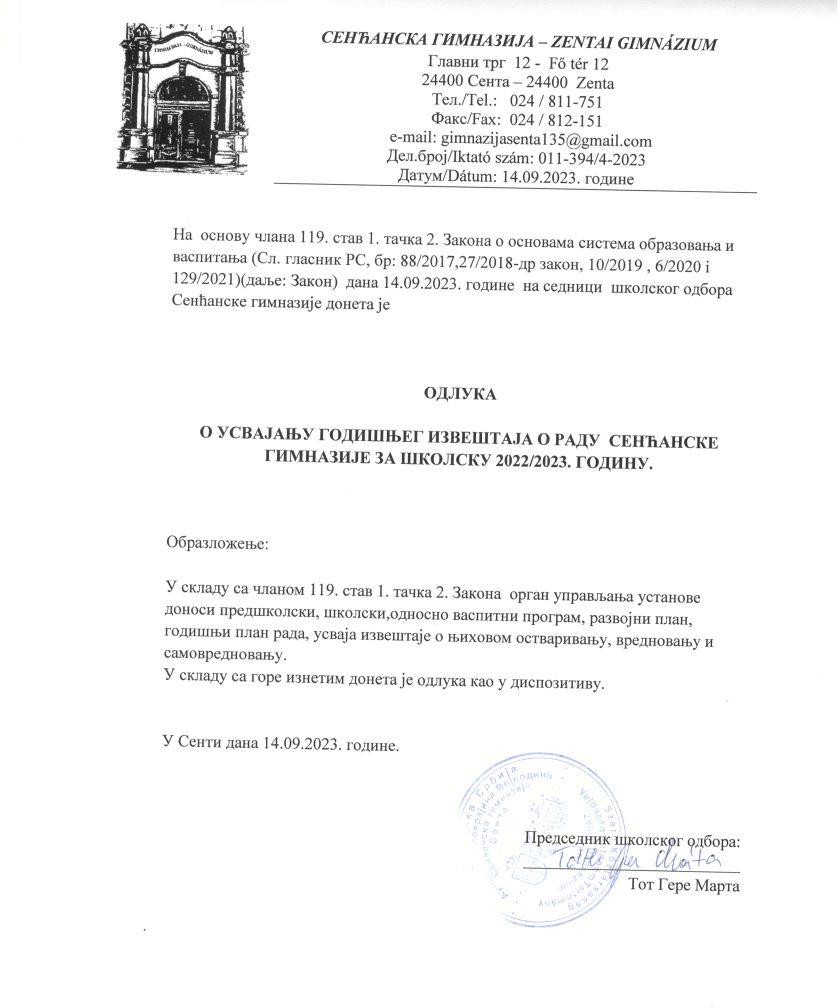 ГИМНАЗИЈА - GIMNÁZIUM
СЕНЋАНСКА ГИМНАЗИЈА – ZENTAI GIMNÁZIUM
Главни трг 12 - Fő tér 12
24400 Сента – 24400 Zenta
Тел./Tel.: 024 / 811-751
Факс/Fax: 024 / 812-151
e-mail: gimnazijasenta135@gmail.com
Дел.број/Iktató szám: 011-394/4-2023
Датум/Dátum: 14.09.2023. године
На основу члана 119. став 1. тачка 2. Закона о основама система образовања и
васпитања (Сл. гласник РС, бр: 88/2017,27/2018-др закон, 10/2019 , 6/2020 i
129/2021)(даље: Закон) дана 14.09.2023. године на седници школског одбора
Сенћанске гимназије донета је
ОДЛУКА
О УСВАЈАЊУ ГОДИШЊЕГ ИЗВЕШТАЈА О РАДУ СЕНЋАНСКЕ
ГИМНАЗИЈЕ ЗА ШКОЛСКУ 2022/2023. ГОДИНУ.
Образложење:
У складу са чланом 119. став 1. тачка 2. Закона орган управљања установе
доноси предшколски, школски,односно васпитни програм, развојни план,
годишњи план рада, усваја извештаје о њиховом остваривању, вредновању и
самовредновању.
У складу са горе изнетим донета је одлука као у диспозитиву.
У Сенти дана 14.09.2023. године.
Председник школског одбора:
Тот Гере Марта